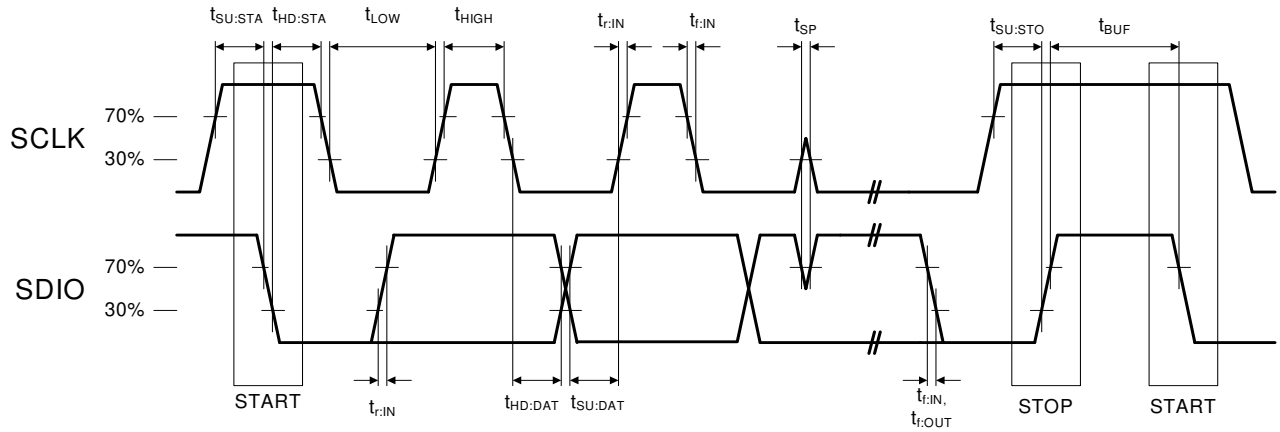 tSU:STA tHD:STA tLOW tHIGH tr:IN tf:IN tSP tSU:STO tBUF
SCLK
70%
30%
SDIO
70%
30%
START
tr:IN
tHD:DAT tSU:DAT
tf:IN,
tf:OUT
STOP
START